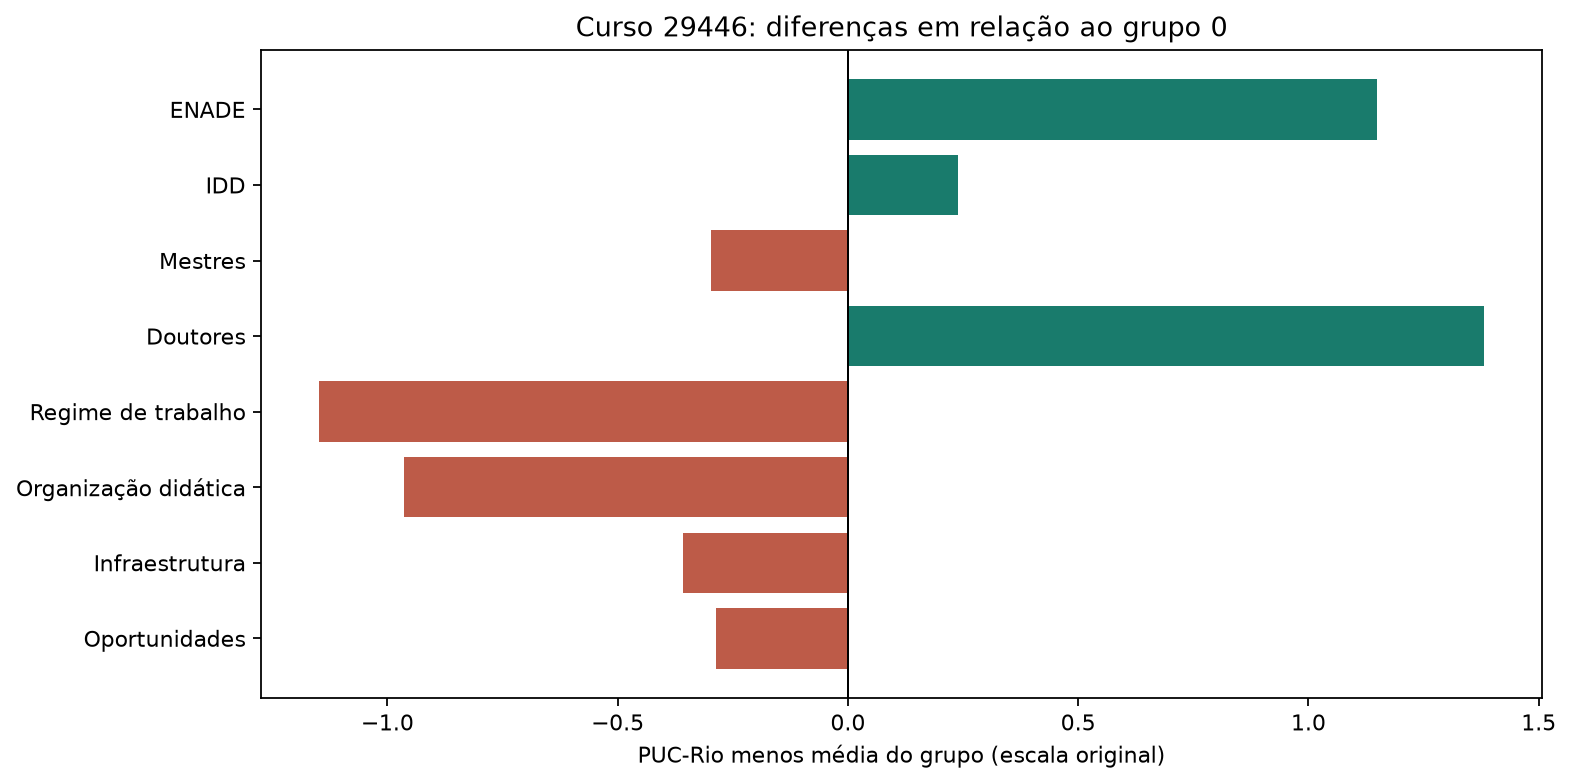 Curso 29446: diferenças em relação ao grupo 0
ENADE
IDD
Mestres
Doutores
Regime de trabalho
Organização didática
Infraestrutura
Oportunidades
−1.0 −0.5 0.0 0.5 1.0 1.5
PUC-Rio menos média do grupo (escala original)